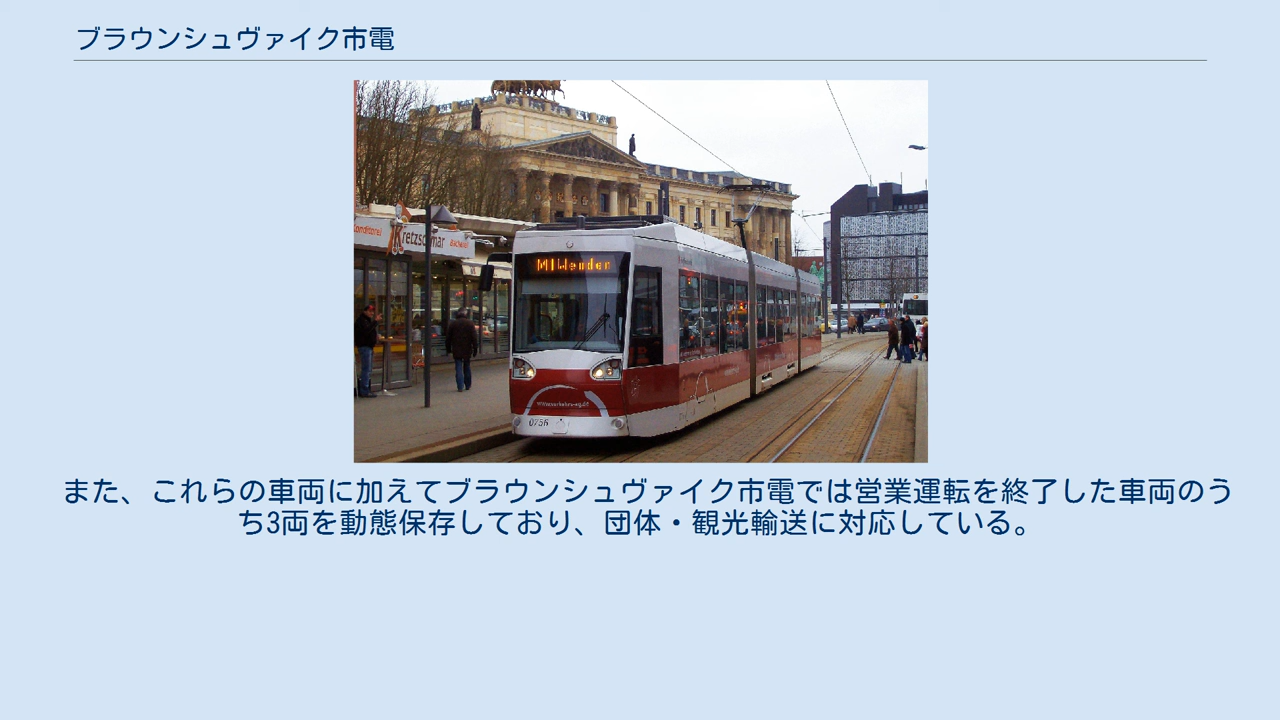 ブラウンシュヴァイク市電
Konditorei Kretzschmar Bäckerei
0756
また、これらの車両に加えてブラウンシュヴァイク市電では営業運転を終了した車両のう
ち3両を動態保存しており、団体・観光輸送に対応している。